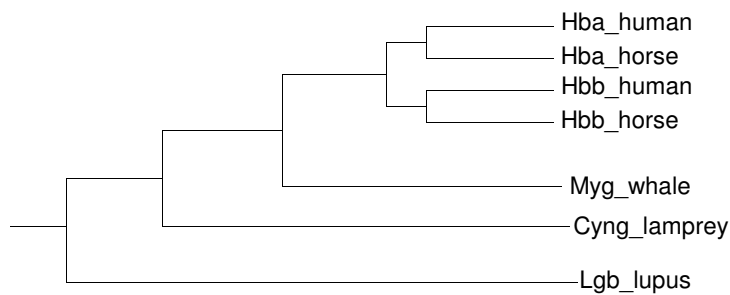 Hba_human
Hba_horse
Hbb_human
Hbb_horse
Myg_whale
Cyng_lamprey
Lgb_lupus